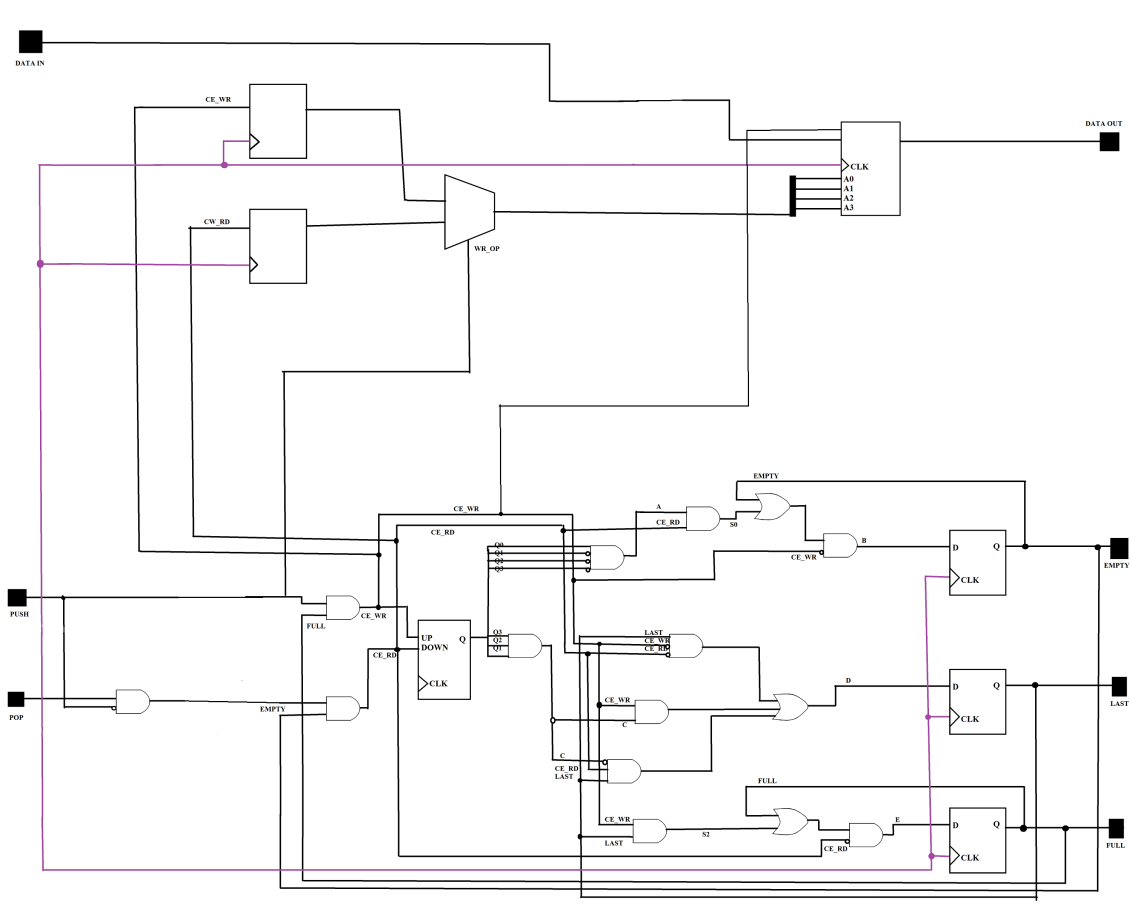 DATA IN
CE_WR
DATA OUT
CLK
A0
A1
A2
A3
CW_RD
WR_OP
EMPTY
CE_WR
A
CE_RD
CE_RD
S0
Q0
Q1
Q2
Q3
B
CE_WR
D
Q
CLK
EMPTY
PUSH
FULL
CE_WR
UP
DOWN
Q
CLK
CE_RD
Q3
Q2
Q1
LAST
CE_WR
CE_RD
POP
EMPTY
CE_WR
C
D
D
Q
CLK
LAST
C
CE_RD
LAST
FULL
CE_WR
LAST
S2
CE_RD
E
D
Q
CLK
FULL